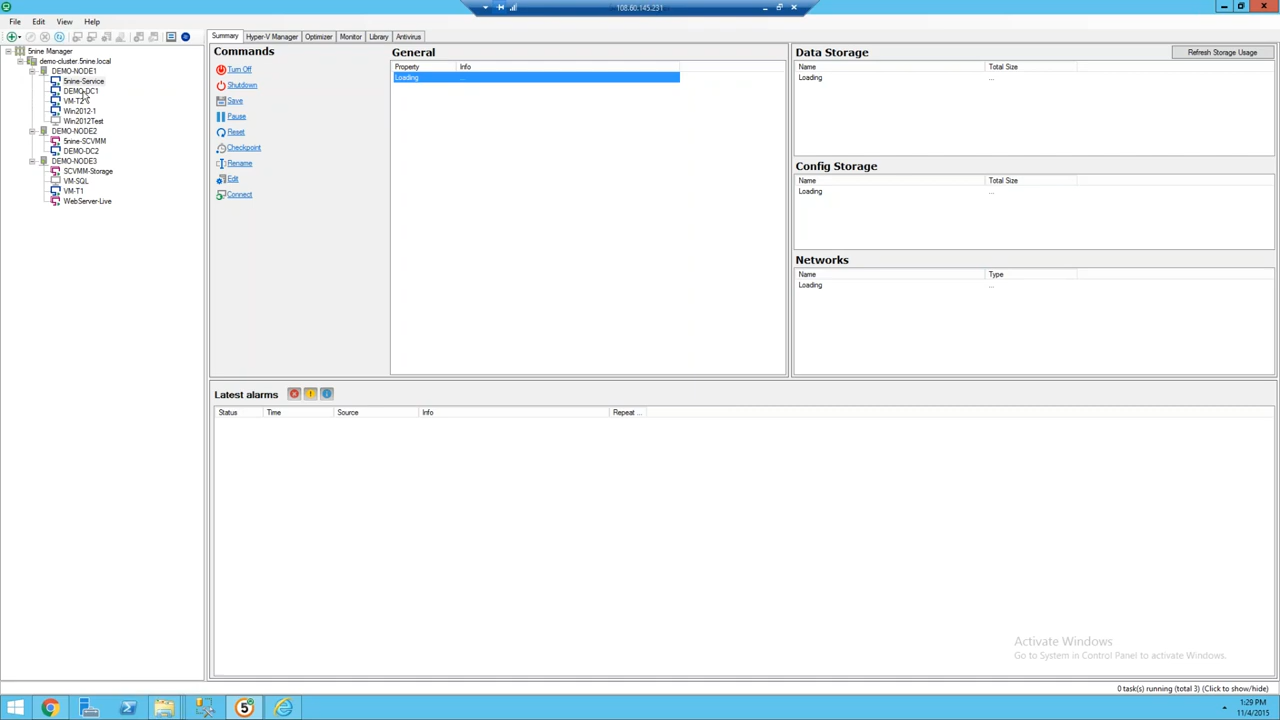 108.60.145.231
File Edit View Help
Summary Hyper-V Manager Optimizer Monitor Library Antivirus
5nine Manager
demo-cluster.5nine.local
DEMO-NODE1
5nine-Service
DEMO-DC1
VM-T2
Win2012-1
Win2012Test
DEMO-NODE2
5nine-SCVMM
DEMO-DC2
DEMO-NODE3
SCVMM-Storage
VM-SQL
VM-T1
WebServer-Live
Commands
Turn Off
Shutdown
Save
Pause
Reset
Checkpoint
Rename
Edit
Connect
General
Property Info
Loading ...
Data Storage
Refresh Storage Usage
Name Total Size
Loading ...
Config Storage
Name Total Size
Loading ...
Networks
Name Type
Loading ...
Latest alarms
Status Time Source Info Repeat ...
Activate Windows
Go to System in Control Panel to activate Windows.
0 task(s) running (total 3) (Click to show/hide)
1:29 PM
11/4/2015